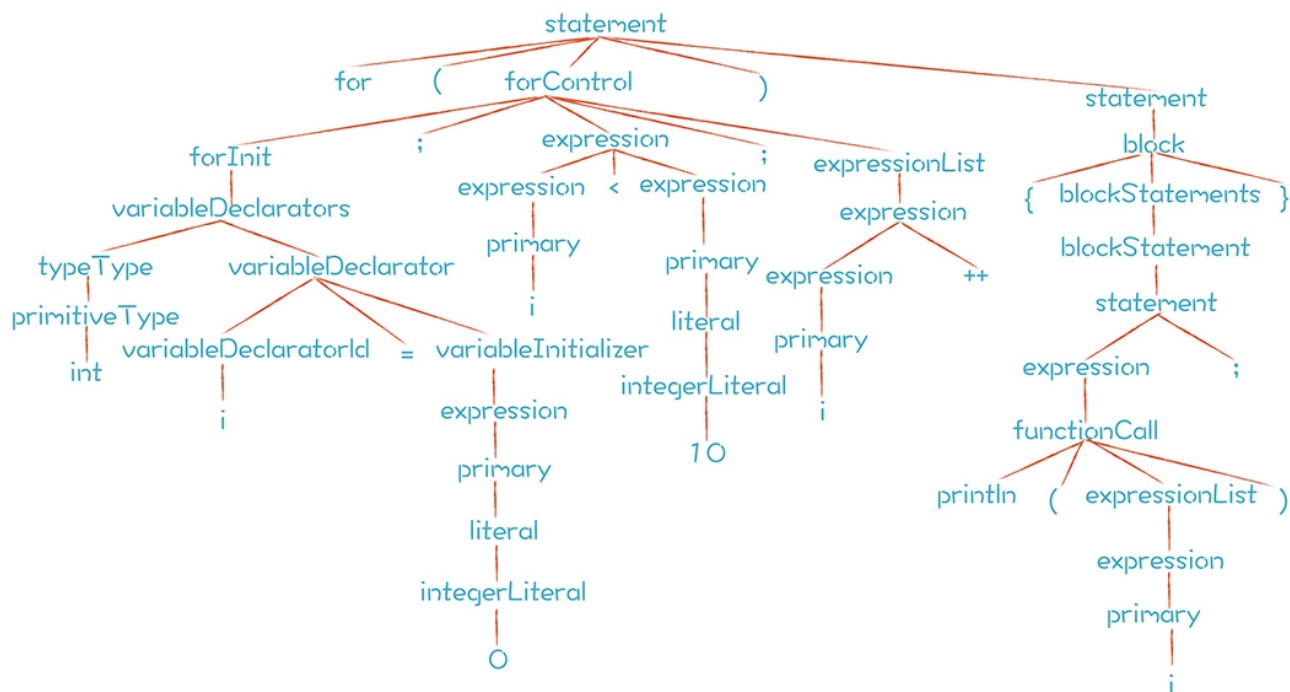 statement
for ( forControl )
statement
forInit ; expression ; expressionList
block
expression < expression
{ blockStatements }
variableDeclarators
expression
primary
blockStatement
typeType variableDeclarator
primary
expression ++
i
statement
primitiveType
literal
primary
variableDeclaratorId = variableInitializer
int
expression ;
integerLiteral
i
expression
i
functionCall
10
primary
println ( expressionList )
literal
expression
integerLiteral
primary
0
i